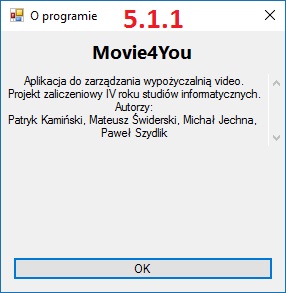 O programie
5.1.1
Movie4You
Aplikacja do zarządzania wypożyczalnią video.
Projekt zaliczeniowy IV roku studiów informatycznych.
Autorzy:
Patryk Kamiński, Mateusz Świderski, Michał Jechna,
Paweł Szydlik
OK